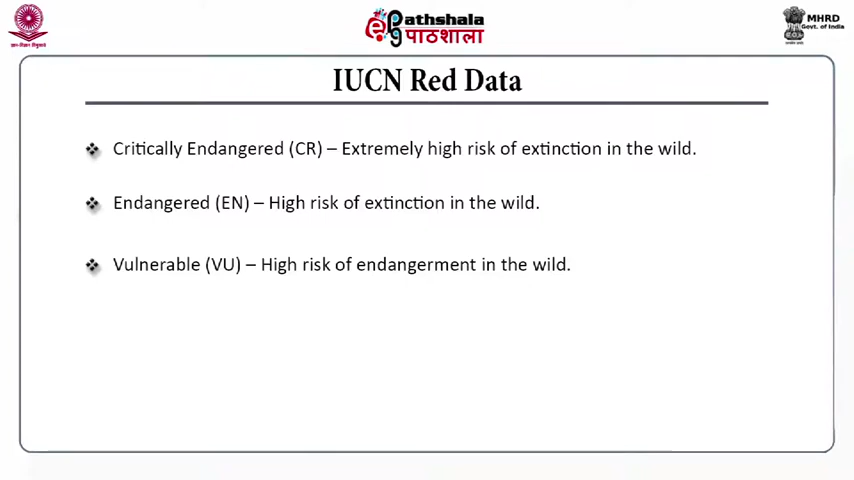 Pathshala
पाठशाला
MHRD
Govt. of India
IUCN Red Data
Critically Endangered (CR) – Extremely high risk of extinction in the wild.
Endangered (EN) – High risk of extinction in the wild.
Vulnerable (VU) – High risk of endangerment in the wild.